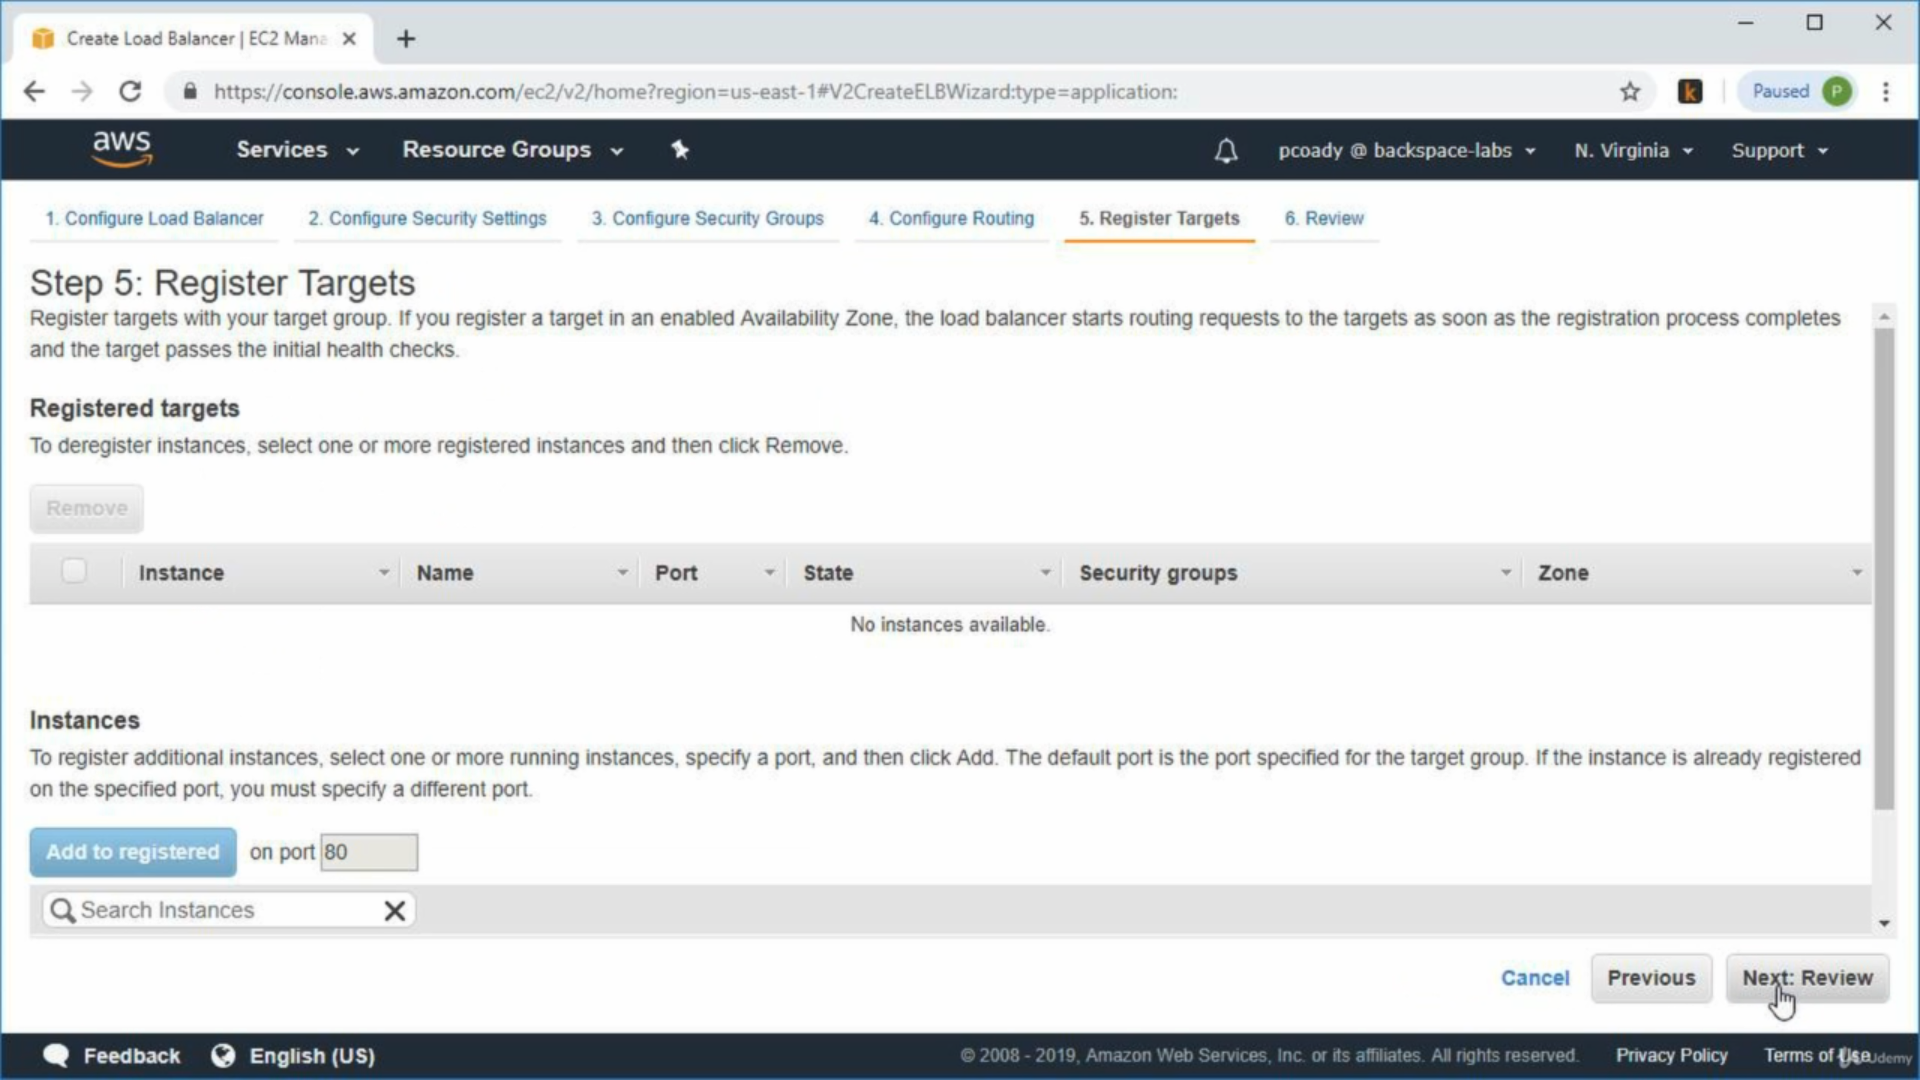 Create Load Balancer | EC2 Mana
https://console.aws.amazon.com/ec2/v2/home?region=us-east-1#V2CreateELBWizard:type=application:
k
Paused
P
aws
Services
Resource Groups
pcoady @ backspace-labs
N. Virginia
Support
1. Configure Load Balancer
2. Configure Security Settings
3. Configure Security Groups
4. Configure Routing
5. Register Targets
6. Review
Step 5: Register Targets
Register targets with your target group. If you register a target in an enabled Availability Zone, the load balancer starts routing requests to the targets as soon as the registration process completes
and the target passes the initial health checks.
Registered targets
To deregister instances, select one or more registered instances and then click Remove.
Remove
Instance
Name
Port
State
Security groups
Zone
No instances available.
Instances
To register additional instances, select one or more running instances, specify a port, and then click Add. The default port is the port specified for the target group. If the instance is already registered
on the specified port, you must specify a different port.
Add to registered
on port
80
Search Instances
Cancel
Previous
Next: Review
Feedback
English (US)
© 2008 - 2019, Amazon Web Services, Inc. or its affiliates. All rights reserved.
Privacy Policy
Terms of Use
Udemy